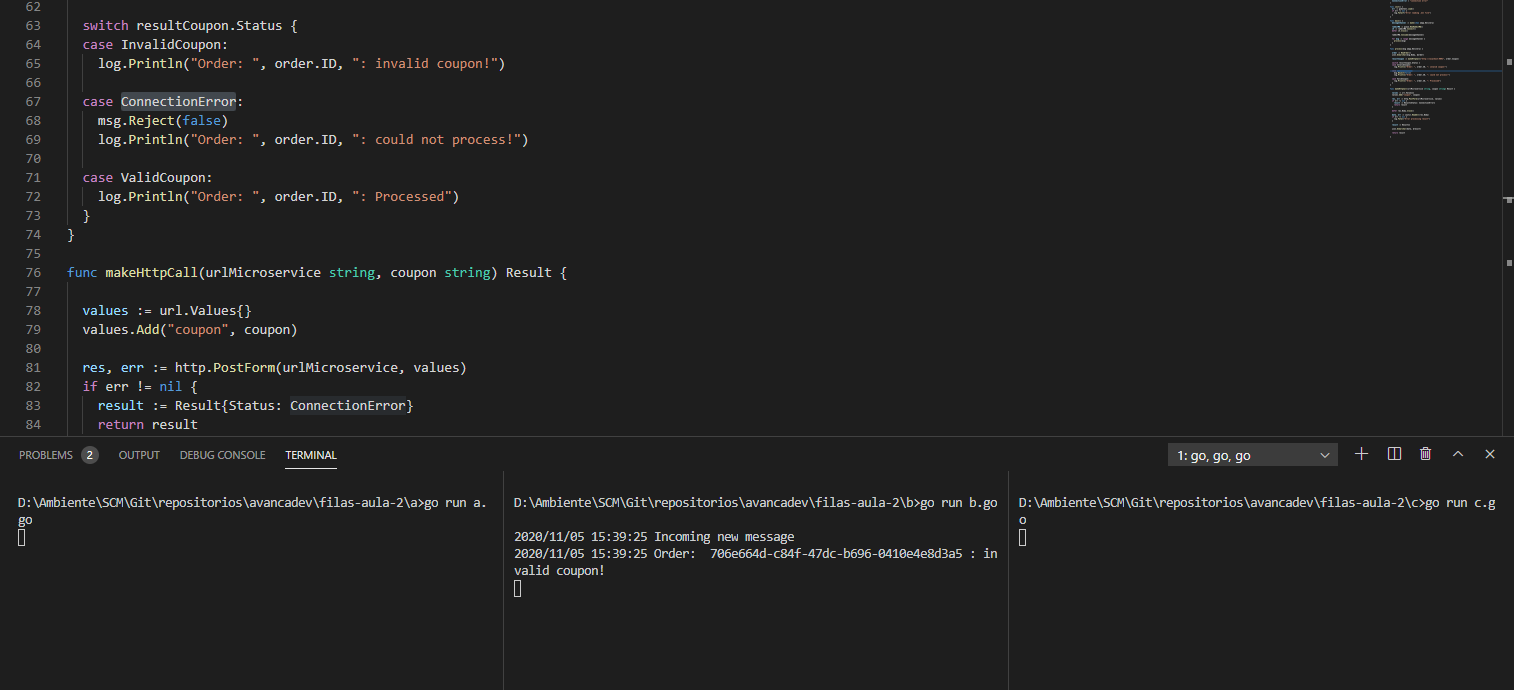 62
63 switch resultCoupon.Status {
64 case InvalidCoupon:
65 log.Println("Order: ", order.ID, ": invalid coupon!")
66
67 case ConnectionError:
68 msg.Reject(false)
69 log.Println("Order: ", order.ID, ": could not process!")
70
71 case ValidCoupon:
72 log.Println("Order: ", order.ID, ": Processed")
73 }
74 }
75
76 func makeHttpCall(urlMicroservice string, coupon string) Result {
77
78 values := url.Values{}
79 values.Add("coupon", coupon)
80
81 res, err := http.PostForm(urlMicroservice, values)
82 if err != nil {
83 result := Result{Status: ConnectionError}
84 return result
PROBLEMS 2 OUTPUT DEBUG CONSOLE TERMINAL 1: go, go, go
D:\Ambiente\SCM\Git\repositorios\avancadev\filas-aula-2\a>go run a.
go
D:\Ambiente\SCM\Git\repositorios\avancadev\filas-aula-2\b>go run b.go
2020/11/05 15:39:25 Incoming new message
2020/11/05 15:39:25 Order:  706e664d-c84f-47dc-b696-0410e4e8d3a5 : in
valid coupon!
D:\Ambiente\SCM\Git\repositorios\avancadev\filas-aula-2\c>go run c.g
o